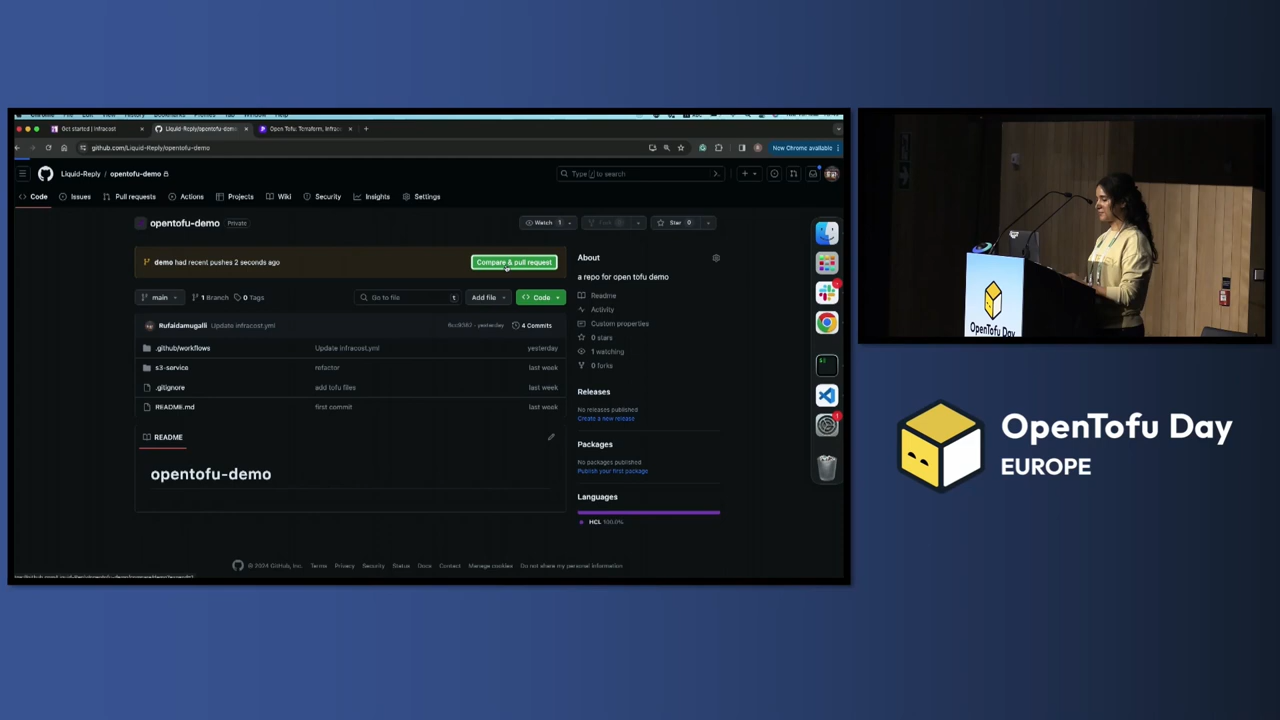 Get started | Infracost
Liquid-Reply/opentofu-demo
Open Tofu: Terraform, Infrac
github.com/Liquid-Reply/opentofu-demo
New Chrome available
Liquid-Reply / opentofu-demo
Type / to search
Code
Issues
Pull requests
Actions
Projects
Wiki
Security
Insights
Settings
opentofu-demo Private
Watch 1
Star 0
demo had recent pushes 2 seconds ago
Compare & pull request
main
1 Branch
0 Tags
Go to file
t
Add file
Code
Rufaidamugalli Update infracost.yml
6cc8582 · yesterday
4 Commits
.github/workflows Update infracost.yml yesterday
s3-service refactor last week
.gitignore add tofu files last week
README.md first commit last week
README
opentofu-demo
About
a repo for open tofu demo
Readme
Activity
Custom properties
0 stars
1 watching
0 forks
Releases
No releases published
Create a new release
Packages
No packages published
Publish your first package
Languages
HCL 100.0%
© 2024 GitHub, Inc. Terms Privacy Security Status Docs Contact Manage cookies Do not share my personal information
OpenTofu Day
OpenTofu Day
EUROPE